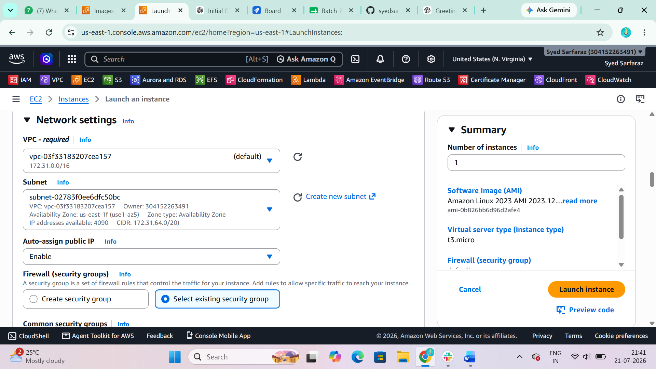 (7) Wha
Imagen
Launch
Initial E
Board
Batch J
syedsar
Greetin
Ask Gemini
us-east-1.console.aws.amazon.com/ec2/home?region=us-east-1#LaunchInstances:
Syed Sarfaraz (304152263491) ▼
aws
Search
[Alt+S]
Ask Amazon Q
United States (N. Virginia) ▼
Syed Sarfaraz
IAM
VPC
EC2
S3
Aurora and RDS
EFS
CloudFormation
Lambda
Amazon EventBridge
Route 53
Certificate Manager
CloudFront
CloudWatch
EC2 > Instances > Launch an instance
▼ Network settings Info
VPC - required | Info
vpc-03f33183207cea157 (default)
172.31.0.0/16
Subnet | Info
subnet-02783f0ee6dfc50bc
VPC: vpc-03f33183207cea157 Owner: 304152263491
Availability Zone: us-east-1f (use1-az5) Zone type: Availability Zone
IP addresses available: 4090 CIDR: 172.31.64.0/20)
Create new subnet
Auto-assign public IP | Info
Enable
Firewall (security groups) | Info
A security group is a set of firewall rules that control the traffic for your instance. Add rules to allow specific traffic to reach your instance.
Create security group
Select existing security group
Common security groups | Info
▼ Summary
Number of instances | Info
1
Software Image (AMI)
Amazon Linux 2023 AMI 2023.12....read more
ami-0b826bb6d96d2afe4
Virtual server type (instance type)
t3.micro
Firewall (security group)
Cancel
Launch instance
Preview code
CloudShell
Agent Toolkit for AWS
Feedback
Console Mobile App
© 2026, Amazon Web Services, Inc. or its affiliates.
Privacy
Terms
Cookie preferences
2
25°C
Mostly cloudy
Search
ENG
IN
21:41
21-07-2026